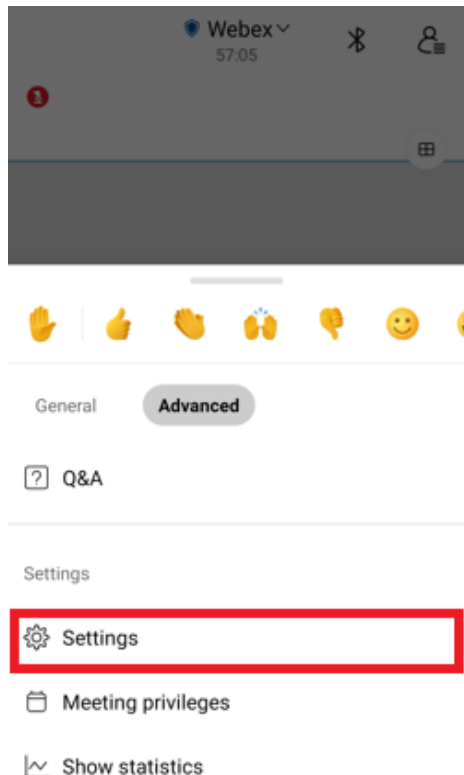 Webex
57:05
General Advanced
Q&A
Settings
Settings
Meeting privileges
Show statistics